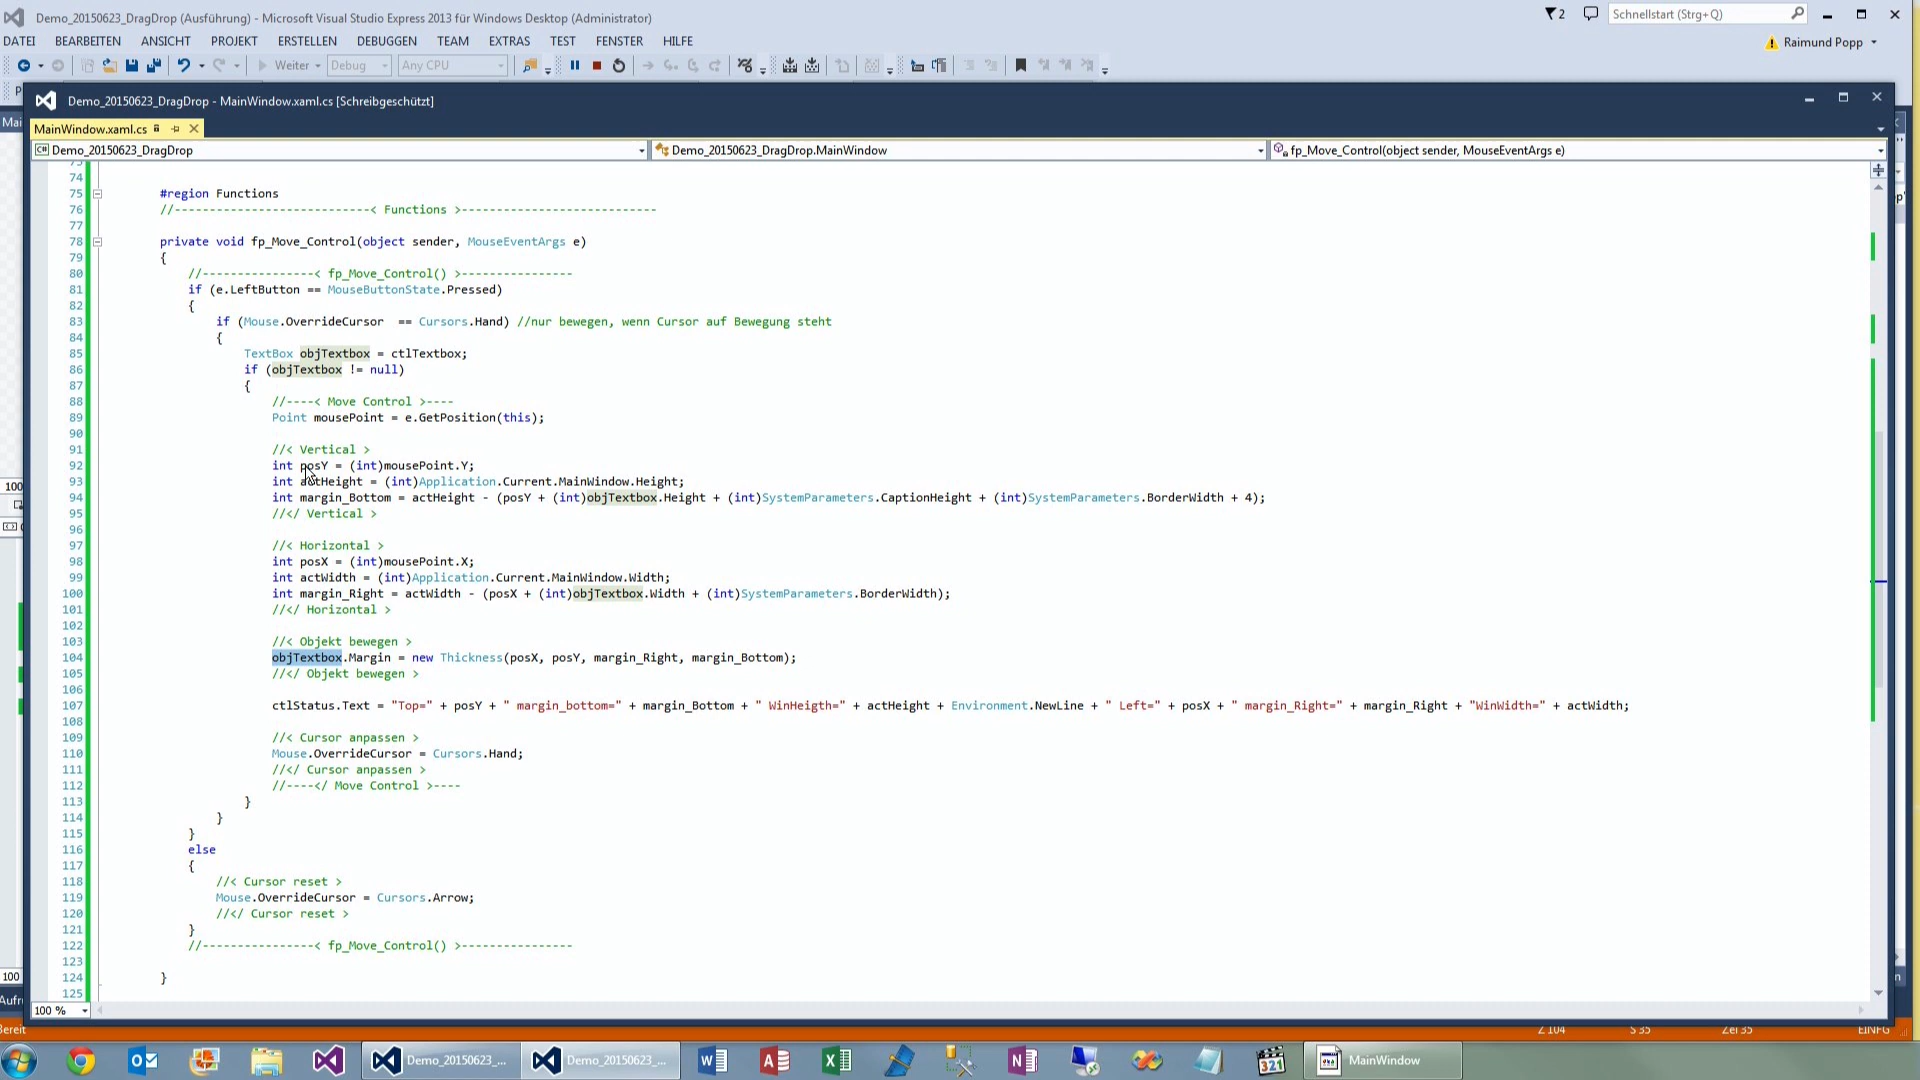 Demo_20150623_DragDrop (Ausführung) - Microsoft Visual Studio Express 2013 für Windows Desktop (Administrator)
2
Schnellstart (Strg+Q)
DATEI BEARBEITEN ANSICHT PROJEKT ERSTELLEN DEBUGGEN TEAM EXTRAS TEST FENSTER HILFE
Raimund Popp
Weiter Debug Any CPU
Demo_20150623_DragDrop - MainWindow.xaml.cs [Schreibgeschützt]
MainWindow.xaml.cs
Demo_20150623_DragDrop Demo_20150623_DragDrop.MainWindow fp_Move_Control(object sender, MouseEventArgs e)
74
75 #region Functions
76 //----------------------------< Functions >----------------------------
77
78 private void fp_Move_Control(object sender, MouseEventArgs e)
79 {
80 //----------------< fp_Move_Control() >----------------
81 if (e.LeftButton == MouseButtonState.Pressed)
82 {
83 if (Mouse.OverrideCursor  == Cursors.Hand) //nur bewegen, wenn Cursor auf Bewegung steht
84 {
85 TextBox objTextbox = ctlTextbox;
86 if (objTextbox != null)
87 {
88 //----< Move Control >----
89 Point mousePoint = e.GetPosition(this);
90
91 //< Vertical >
92 int posY = (int)mousePoint.Y;
93 int actHeight = (int)Application.Current.MainWindow.Height;
94 int margin_Bottom = actHeight - (posY + (int)objTextbox.Height + (int)SystemParameters.CaptionHeight + (int)SystemParameters.BorderWidth + 4);
95 //</ Vertical >
96
97 //< Horizontal >
98 int posX = (int)mousePoint.X;
99 int actWidth = (int)Application.Current.MainWindow.Width;
100 int margin_Right = actWidth - (posX + (int)objTextbox.Width + (int)SystemParameters.BorderWidth);
101 //</ Horizontal >
102
103 //< Objekt bewegen >
104 objTextbox.Margin = new Thickness(posX, posY, margin_Right, margin_Bottom);
105 //</ Objekt bewegen >
106
107 ctlStatus.Text = "Top=" + posY + " margin_bottom=" + margin_Bottom + " WinHeigth=" + actHeight + Environment.NewLine + " Left=" + posX + " margin_Right=" + margin_Right + "WinWidth=" + actWidth;
108
109 //< Cursor anpassen >
110 Mouse.OverrideCursor = Cursors.Hand;
111 //</ Cursor anpassen >
112 //----</ Move Control >----
113 }
114 }
115 }
116 else
117 {
118 //< Cursor reset >
119 Mouse.OverrideCursor = Cursors.Arrow;
120 //</ Cursor reset >
121 }
122 //----------------< fp_Move_Control() >----------------
123
124 }
125
100 %
Z 104 S 35 Zei 35 EINFG
Demo_20150623_... Demo_20150623_... MainWindow